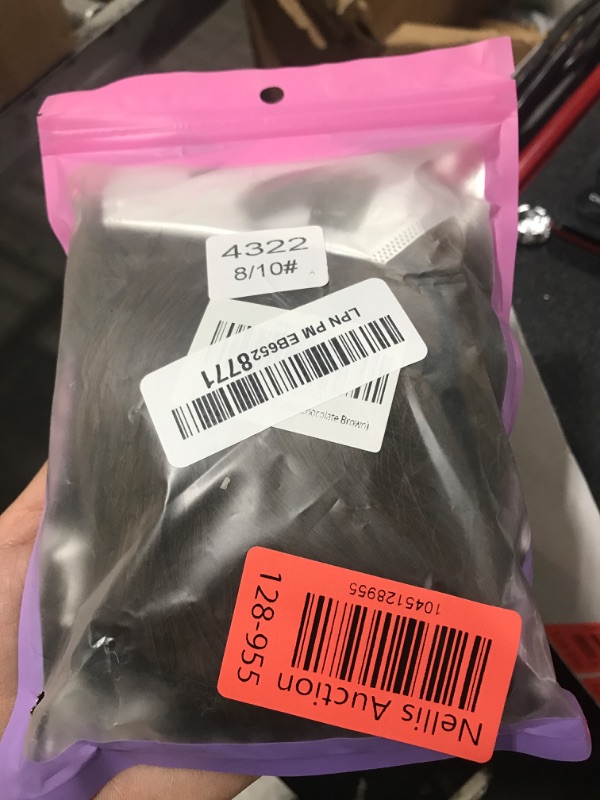 4322
8/10#
LPN PM EB6528771
Chocolate Brown)
Nellis Auction
1045128955
128-955